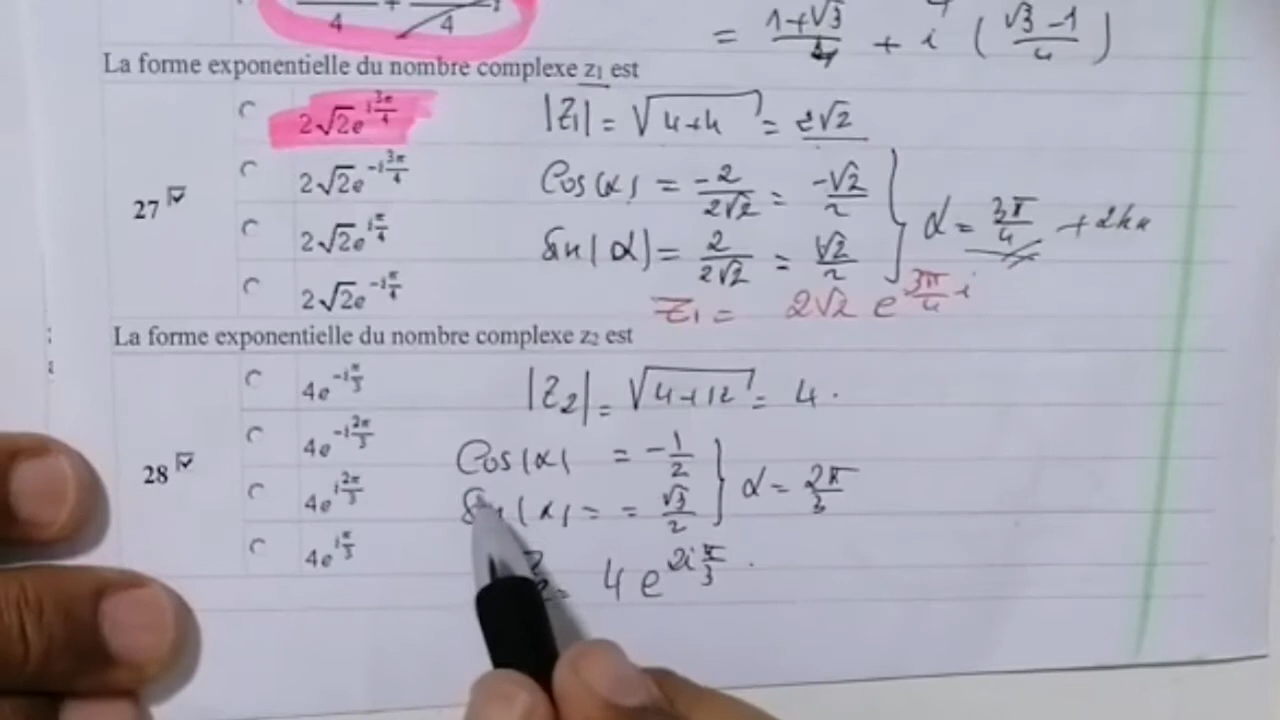 4 + 4
= 1+√3/4 + i (√3-1/4)
La forme exponentielle du nombre complexe z₁ est
27
2√2e^{i3π/4}
2√2e^{-i3π/4}
2√2e^{iπ/4}
2√2e^{-iπ/4}
|Z₁| = √4+4 = 2√2
Cos(α) = -2/2√2 = -√2/2
Sin(α) = 2/2√2 = √2/2
α = 3π/4 + 2kπ
Z₁ = 2√2 e^{3π/4 i}
La forme exponentielle du nombre complexe z₂ est
28
4e^{-iπ/3}
4e^{-i2π/3}
4e^{i2π/3}
4e^{iπ/3}
|Z₂| = √4+12 = 4.
Cos(α) = -1/2
Sin(α) = = √3/2
α = 2π/3
= 4 e^{2iπ/3}.